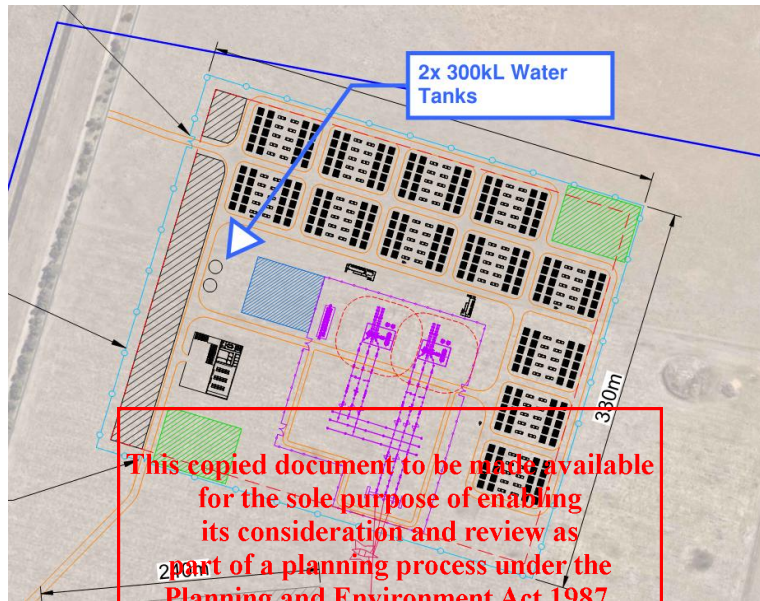 2x 300kL Water
Tanks
330m
This copied document to be made available
for the sole purpose of enabling
its consideration and review as
part of a planning process under the
240m
Planning and Environment Act 1987.